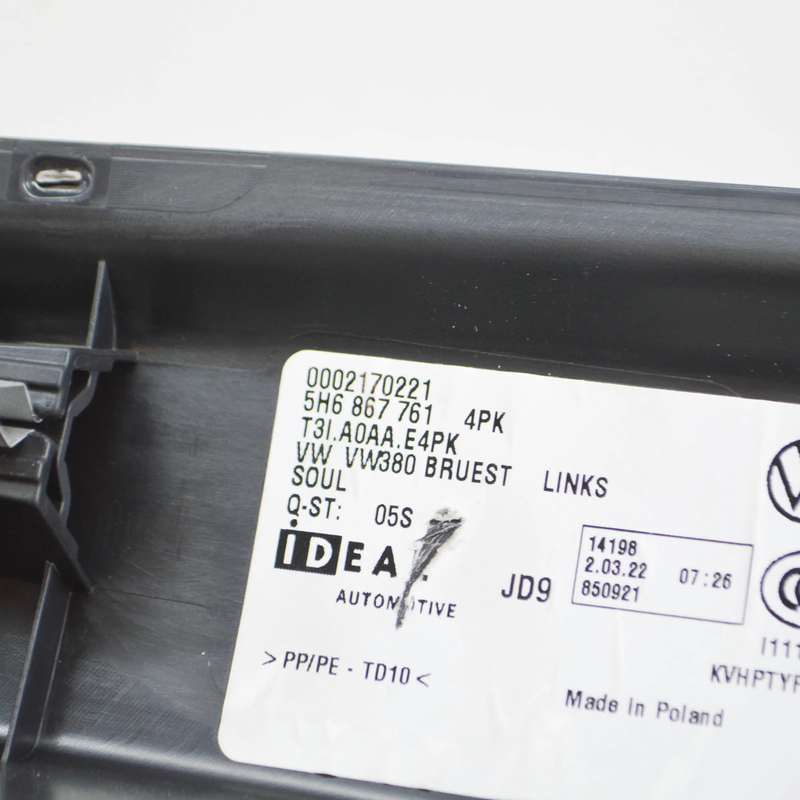 0002170221
5H6 867 761 4PK
T3I.A0AA.E4PK
VW VW380 BRUEST LINKS
SOUL
Q-ST: 05S
AUTOMOTIVE
JD9
14198
2.03.22 07:26
850921
>PP/PE - TD10<
Made in Poland